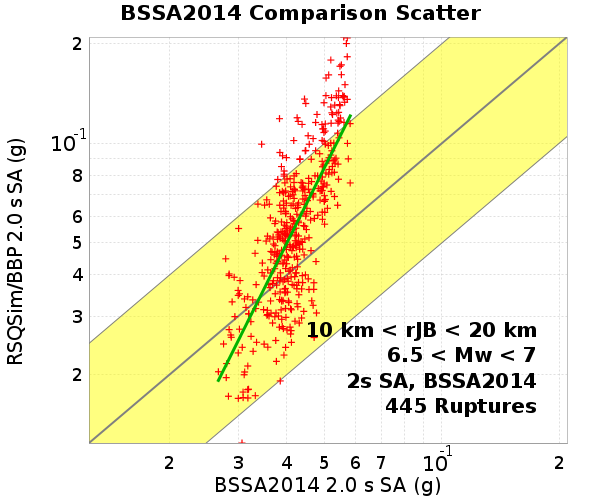 BSSA2014 Comparison Scatter
RSQSim/BBP 2.0 s SA (g)
2
10^-1
8
6
5
4
3
2
10 km < rJB < 20 km
6.5 < Mw < 7
2s SA, BSSA2014
445 Ruptures
2 3 4 5 6 7 10^-1 2
BSSA2014 2.0 s SA (g)